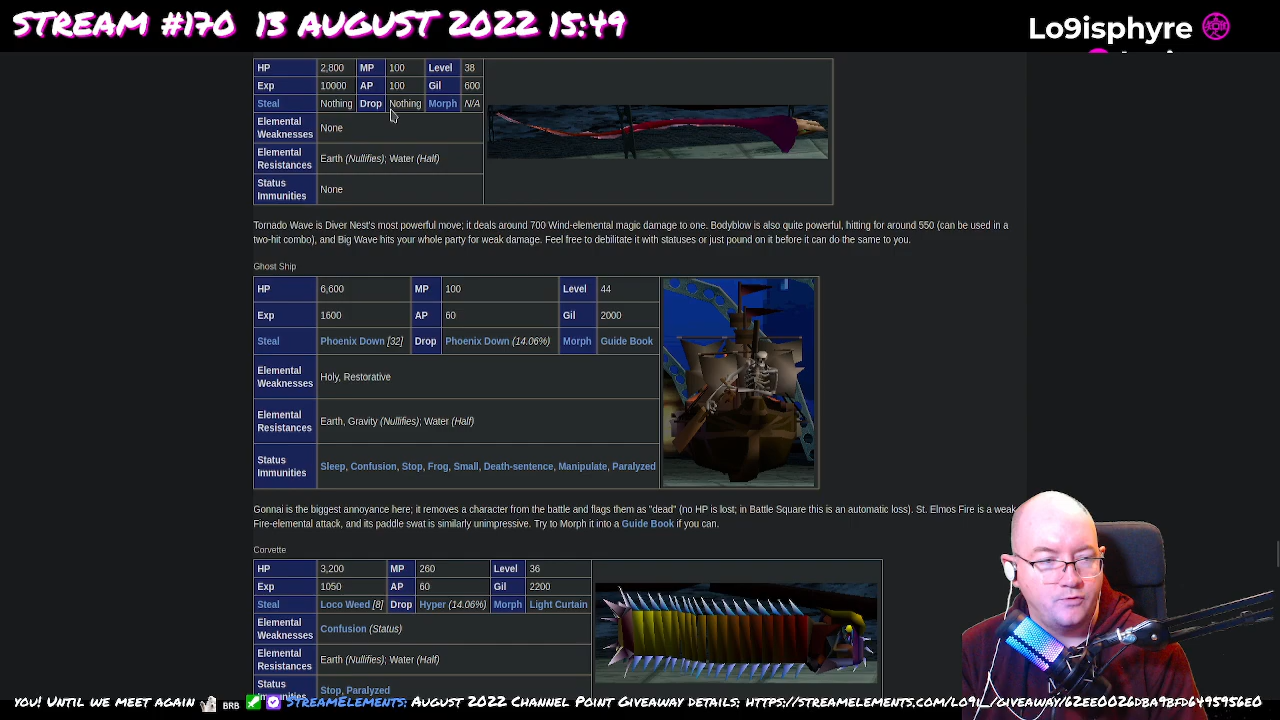 STREAM #170 13 AUGUST 2022 15:49
Lo9isphyre
HP 2,800 MP 100 Level 38
Exp 10000 AP 100 Gil 600
Steal Nothing Drop Nothing Morph N/A
Elemental Weaknesses None
Elemental Resistances Earth (Nullifies); Water (Half)
Status Immunities None
Tornado Wave is Diver Nest's most powerful move; it deals around 700 Wind-elemental magic damage to one. Bodyblow is also quite powerful, hitting for around 550 (can be used in a
two-hit combo), and Big Wave hits your whole party for weak damage. Feel free to debilitate it with statuses or just pound on it before it can do the same to you.
Ghost Ship
HP 6,600 MP 100 Level 44
Exp 1600 AP 60 Gil 2000
Steal Phoenix Down [32] Drop Phoenix Down (14.06%) Morph Guide Book
Elemental Weaknesses Holy, Restorative
Elemental Resistances Earth, Gravity (Nullifies); Water (Half)
Status Immunities Sleep, Confusion, Stop, Frog, Small, Death-sentence, Manipulate, Paralyzed
Gonnai is the biggest annoyance here; it removes a character from the battle and flags them as "dead" (no HP is lost; in Battle Square this is an automatic loss). St. Elmos Fire is a weak
Fire-elemental attack, and its paddle swat is similarly unimpressive. Try to Morph it into a Guide Book if you can.
Corvette
HP 3,200 MP 260 Level 36
Exp 1050 AP 60 Gil 2200
Steal Loco Weed [8] Drop Hyper (14.06%) Morph Light Curtain
Elemental Weaknesses Confusion (Status)
Elemental Resistances Earth (Nullifies); Water (Half)
Status Immunities Stop, Paralyzed
you! Until we meet again BRB StreamElements: August 2022 Channel Point Giveaway details: https://streamelements.com/lo9i_/giveaway/62ee0026dba9bfd6495956e0